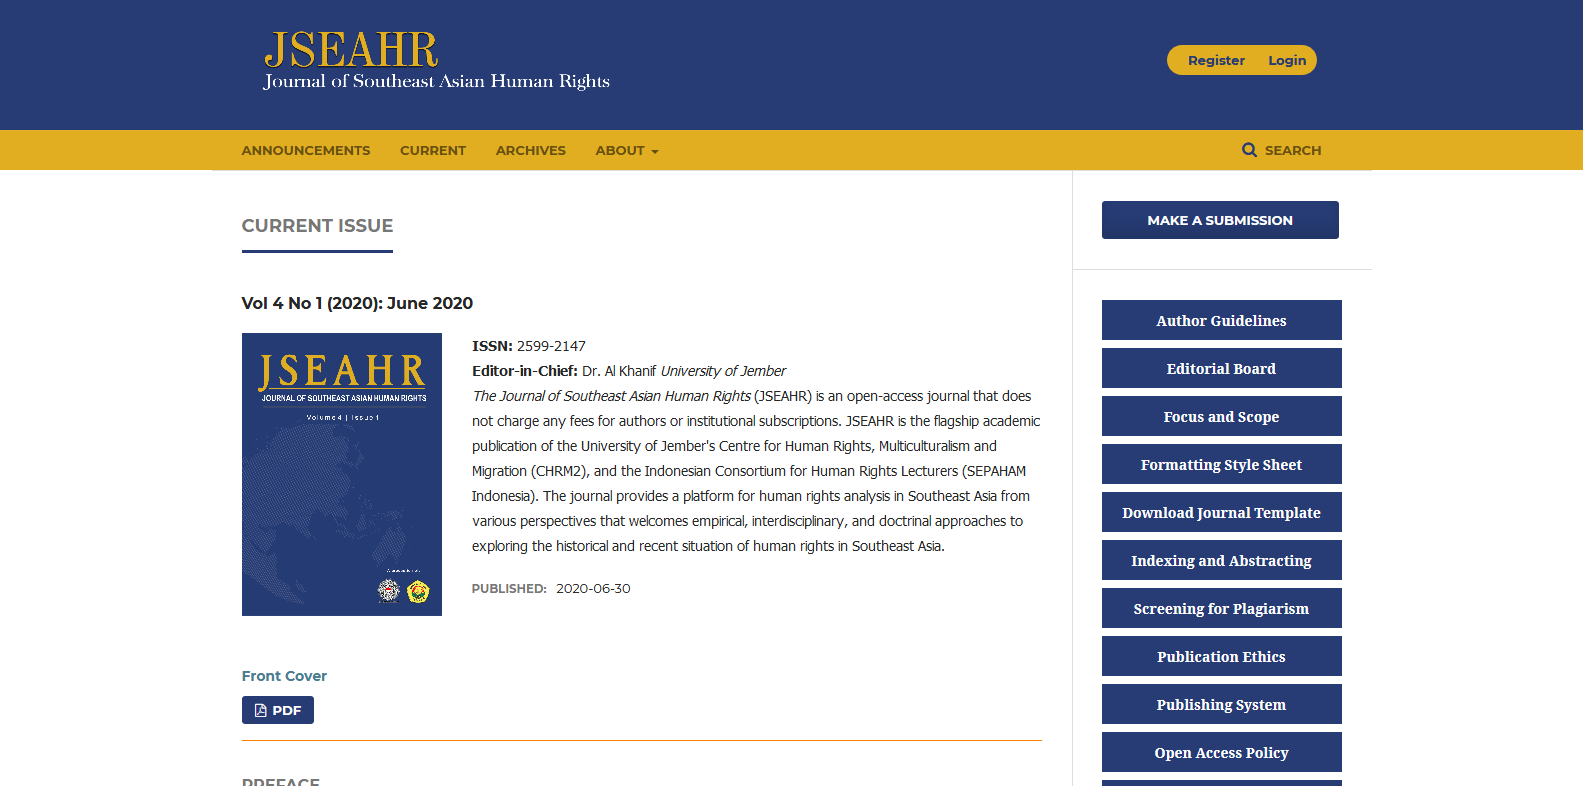 JSEAHR
Journal of Southeast Asian Human Rights
Register Login
ANNOUNCEMENTS CURRENT ARCHIVES ABOUT SEARCH
CURRENT ISSUE
Vol 4 No 1 (2020): June 2020
JSEAHR
JOURNAL OF SOUTHEAST ASIAN HUMAN RIGHTS
Volume 4 | Issue 1
ISSN: 2599-2147
Editor-in-Chief: Dr. Al Khanif University of Jember
The Journal of Southeast Asian Human Rights (JSEAHR) is an open-access journal that does
not charge any fees for authors or institutional subscriptions. JSEAHR is the flagship academic
publication of the University of Jember's Centre for Human Rights, Multiculturalism and
Migration (CHRM2), and the Indonesian Consortium for Human Rights Lecturers (SEPAHAM
Indonesia). The journal provides a platform for human rights analysis in Southeast Asia from
various perspectives that welcomes empirical, interdisciplinary, and doctrinal approaches to
exploring the historical and recent situation of human rights in Southeast Asia.
PUBLISHED: 2020-06-30
Front Cover
PDF
PREFACE
MAKE A SUBMISSION
Author Guidelines
Editorial Board
Focus and Scope
Formatting Style Sheet
Download Journal Template
Indexing and Abstracting
Screening for Plagiarism
Publication Ethics
Publishing System
Open Access Policy